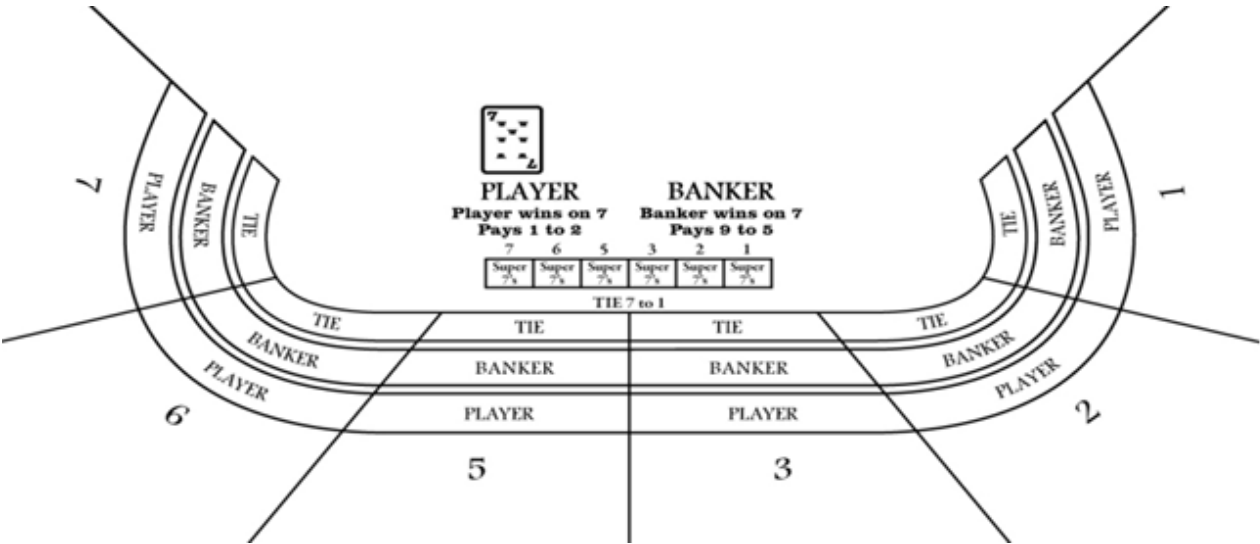 7
7
PLAYER BANKER
Player wins on 7 Banker wins on 7
Pays 1 to 2 Pays 9 to 5
7 6 5 3 2 1
Super 7's Super 7's Super 7's Super 7's Super 7's Super 7's
TIE 7 to 1
7 PLAYER BANKER TIE
6 PLAYER BANKER TIE
TIE
BANKER
PLAYER
5
TIE
BANKER
PLAYER
3
TIE BANKER PLAYER 2
TIE BANKER PLAYER 1